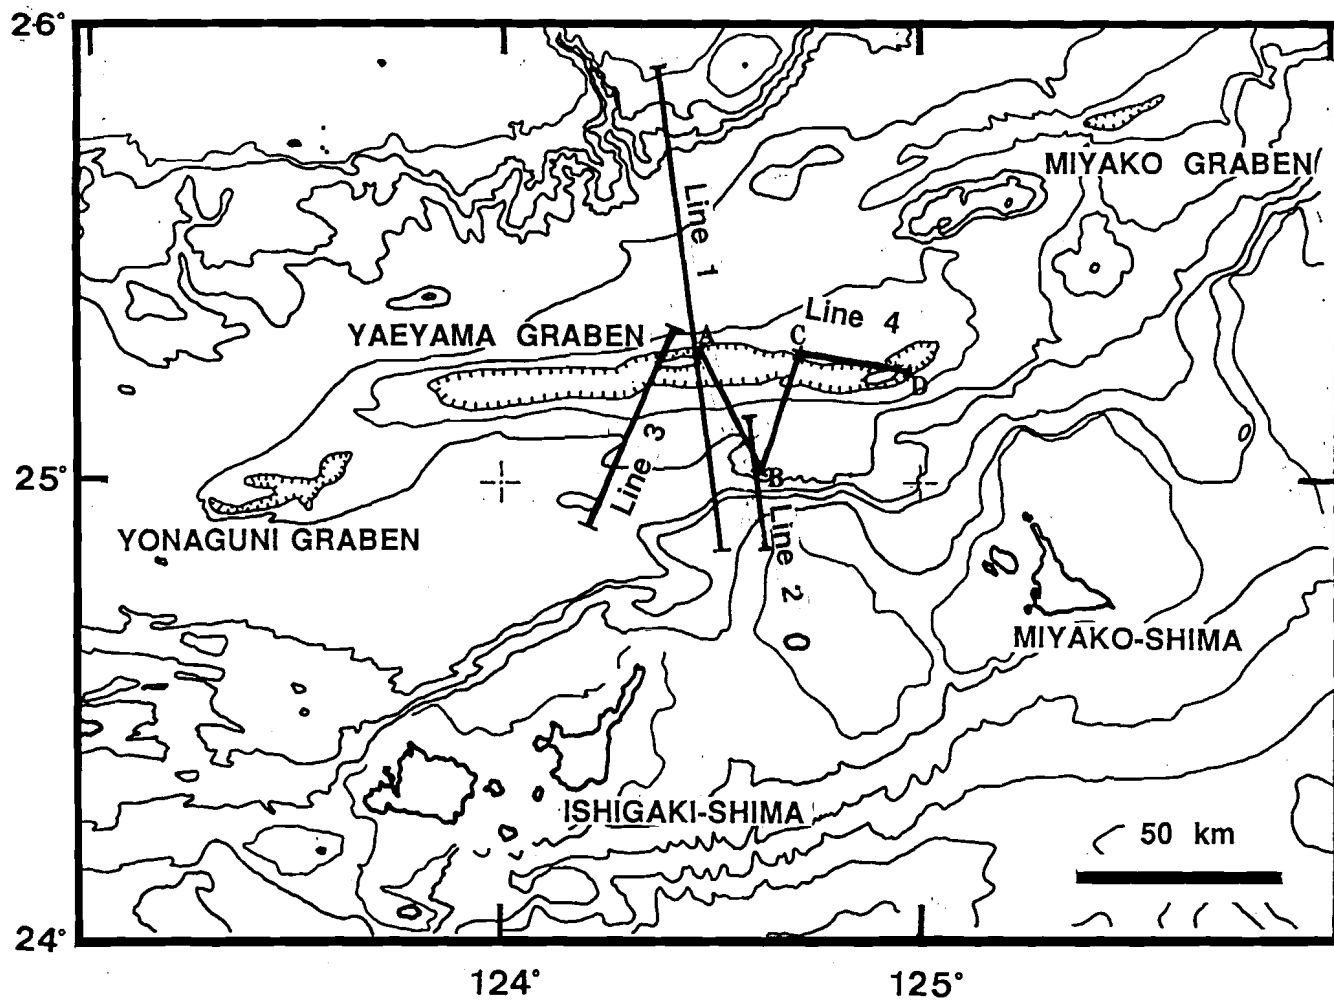 26°
MIYAKO GRABEN
Line 1
Line 4
YAEYAMA GRABEN
A
C
D
Line 3
25°
B
YONAGUNI GRABEN
Line 2
MIYAKO-SHIMA
ISHIGAKI-SHIMA
50 km
24°
124°
125°